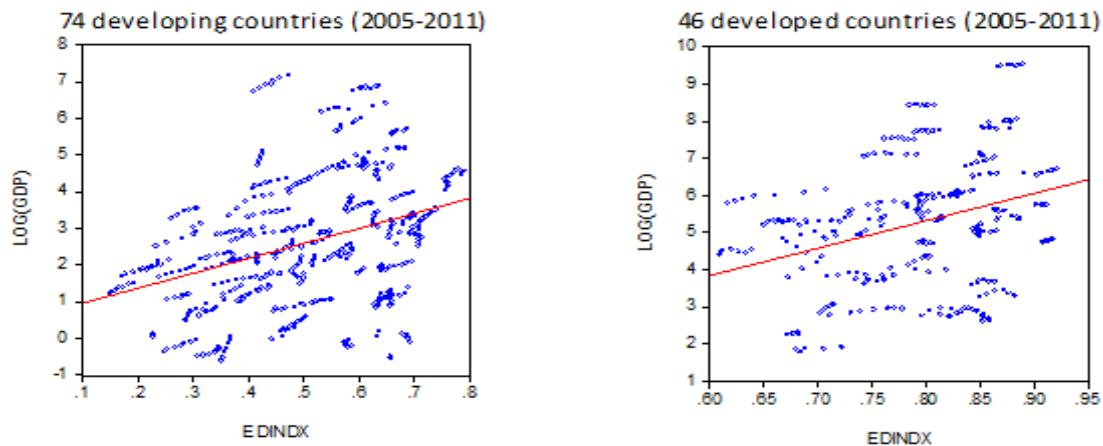 74 developing countries (2005-2011)
8
7
6
5
4
3
2
1
0
-1
LOG(GDP)
.1 .2 .3 .4 .5 .6 .7 .8
EDINDX
46 developed countries (2005-2011)
10
9
8
7
6
5
4
3
2
1
LOG(GDP)
.60 .65 .70 .75 .80 .85 .90 .95
EDINDX